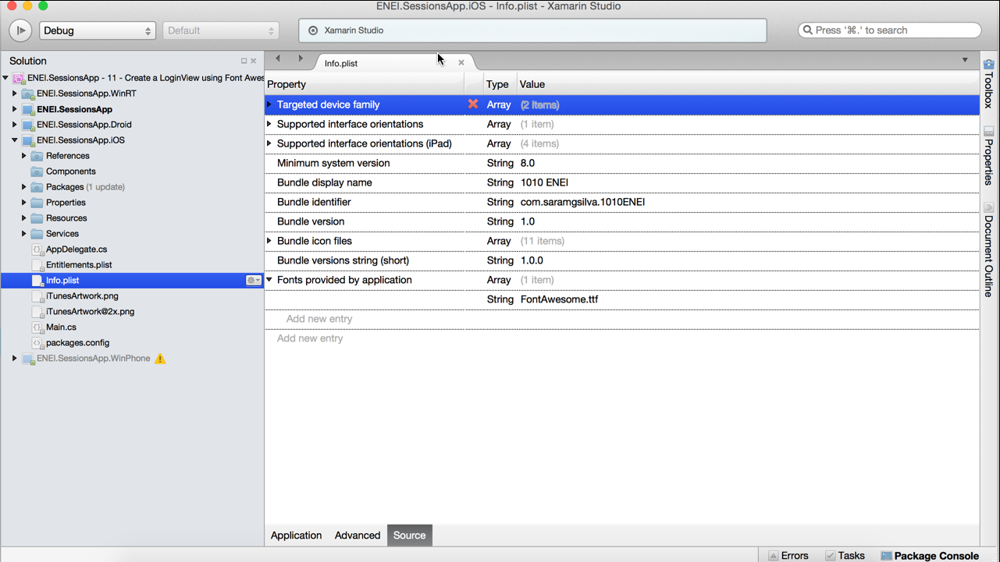 ENEI.SessionsApp.iOS - Info.plist - Xamarin Studio
Debug
Default
Xamarin Studio
Press '⌘.' to search
Solution
ENEI.SessionsApp - 11 - Create a LoginView using Font Awes
ENEI.SessionsApp.WinRT
ENEI.SessionsApp
ENEI.SessionsApp.Droid
ENEI.SessionsApp.iOS
References
Components
Packages (1 update)
Properties
Resources
Services
AppDelegate.cs
Entitlements.plist
Info.plist
iTunesArtwork.png
iTunesArtwork@2x.png
Main.cs
packages.config
ENEI.SessionsApp.WinPhone
Info.plist
Property Type Value
Targeted device family Array (2 items)
Supported interface orientations Array (1 item)
Supported interface orientations (iPad) Array (4 items)
Minimum system version String 8.0
Bundle display name String 1010 ENEI
Bundle identifier String com.saramgsilva.1010ENEI
Bundle version String 1.0
Bundle icon files Array (11 items)
Bundle versions string (short) String 1.0.0
Fonts provided by application Array (1 item)
String FontAwesome.ttf
Add new entry
Add new entry
Application Advanced Source
Toolbox
Properties
Document Outline
Errors Tasks Package Console